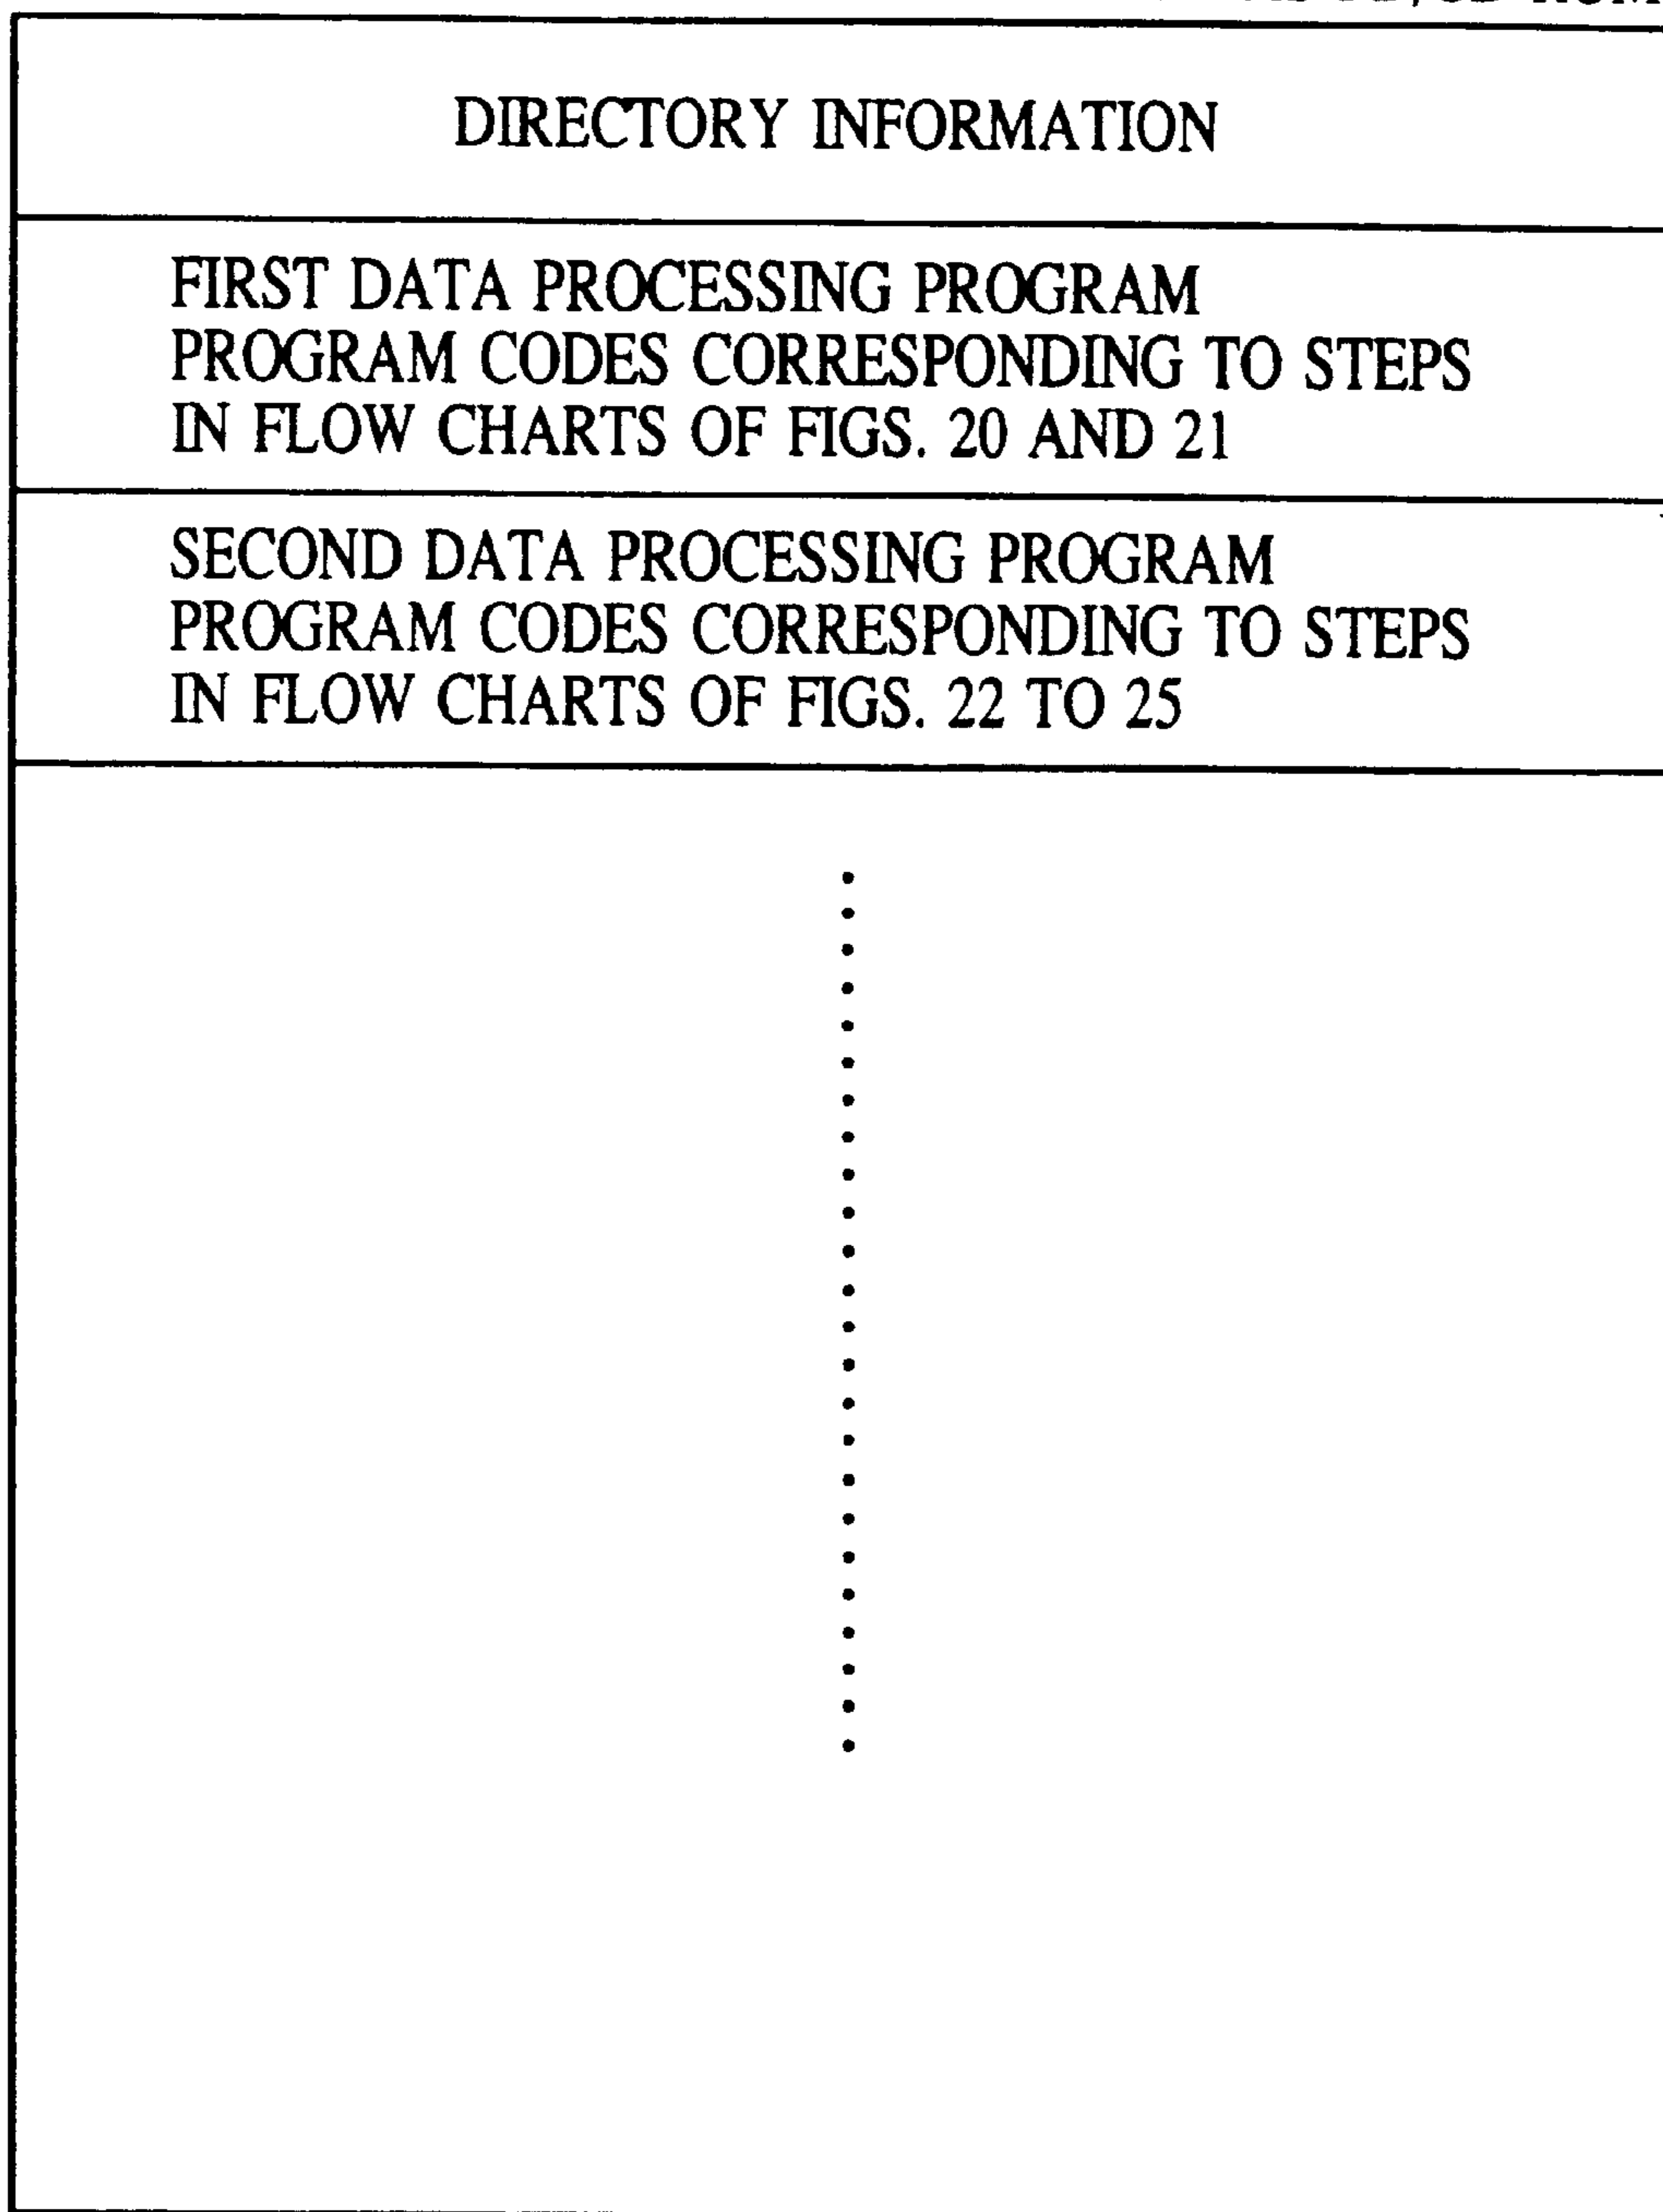 DIRECTORY INFORMATION
FIRST DATA PROCESSING PROGRAM
PROGRAM CODES CORRESPONDING TO STEPS
IN FLOW CHARTS OF FIGS. 20 AND 21
SECOND DATA PROCESSING PROGRAM
PROGRAM CODES CORRESPONDING TO STEPS
IN FLOW CHARTS OF FIGS. 22 TO 25